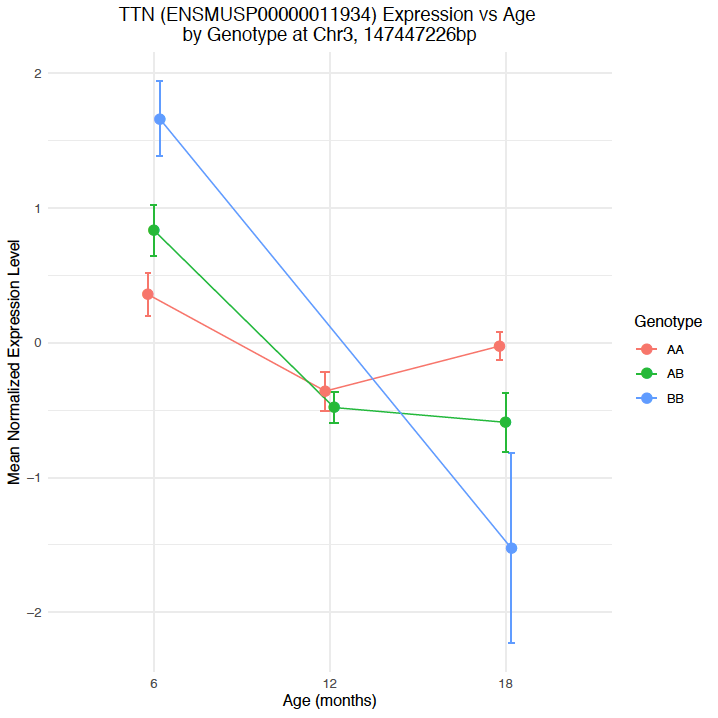 TTN (ENSMUSP00000011934) Expression vs Age
by Genotype at Chr3, 147447226bp
Mean Normalized Expression Level
2
1
0
−1
−2
6
12
18
Age (months)
Genotype
AA
AB
BB